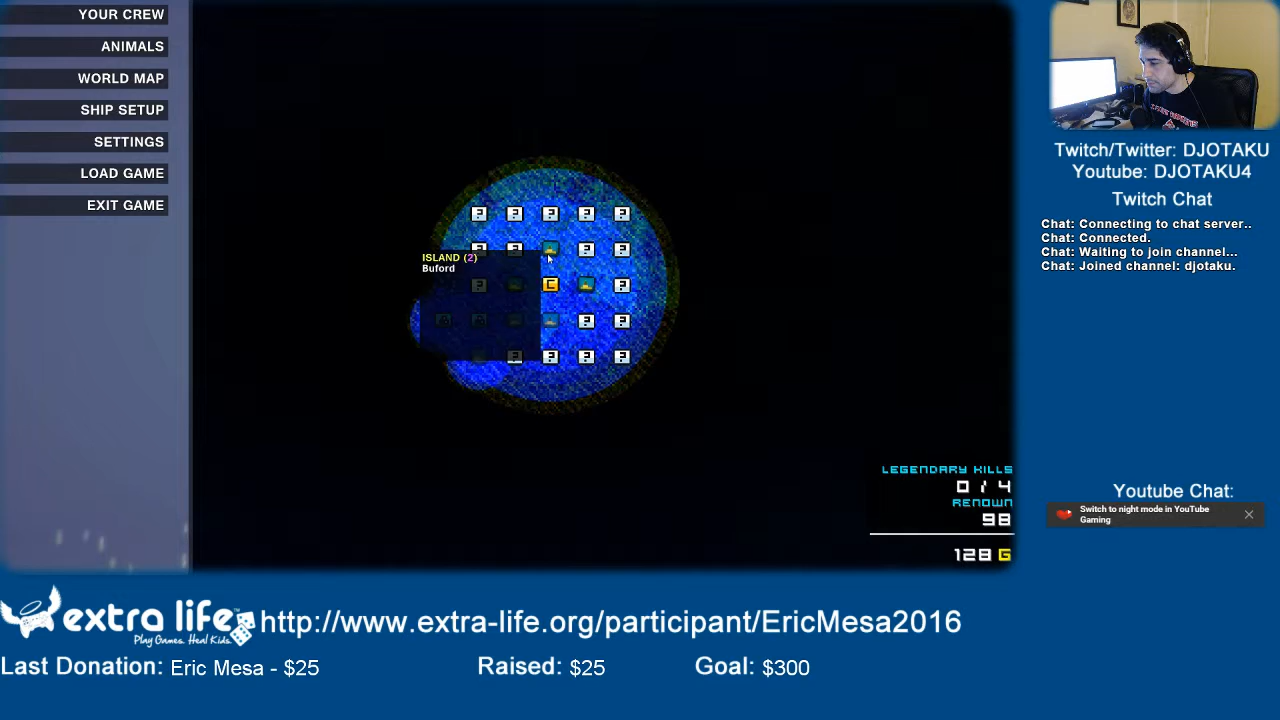 YOUR CREW
ANIMALS
WORLD MAP
SHIP SETUP
SETTINGS
LOAD GAME
EXIT GAME
? ? ? ? ?
? ? ? ?
ISLAND (2)
Buford
? C ?
? ?
? ? ? ?
LEGENDARY KILLS
0 / 4
RENOWN
98
128 G
Twitch/Twitter: DJOTAKU
Youtube: DJOTAKU4
Twitch Chat
Chat: Connecting to chat server..
Chat: Connected.
Chat: Waiting to join channel...
Chat: Joined channel: djotaku.
Youtube Chat:
Switch to night mode in YouTube
Gaming
extra life
Play Games. Heal Kids.
http://www.extra-life.org/participant/EricMesa2016
Last Donation: Eric Mesa - $25
Raised: $25
Goal: $300